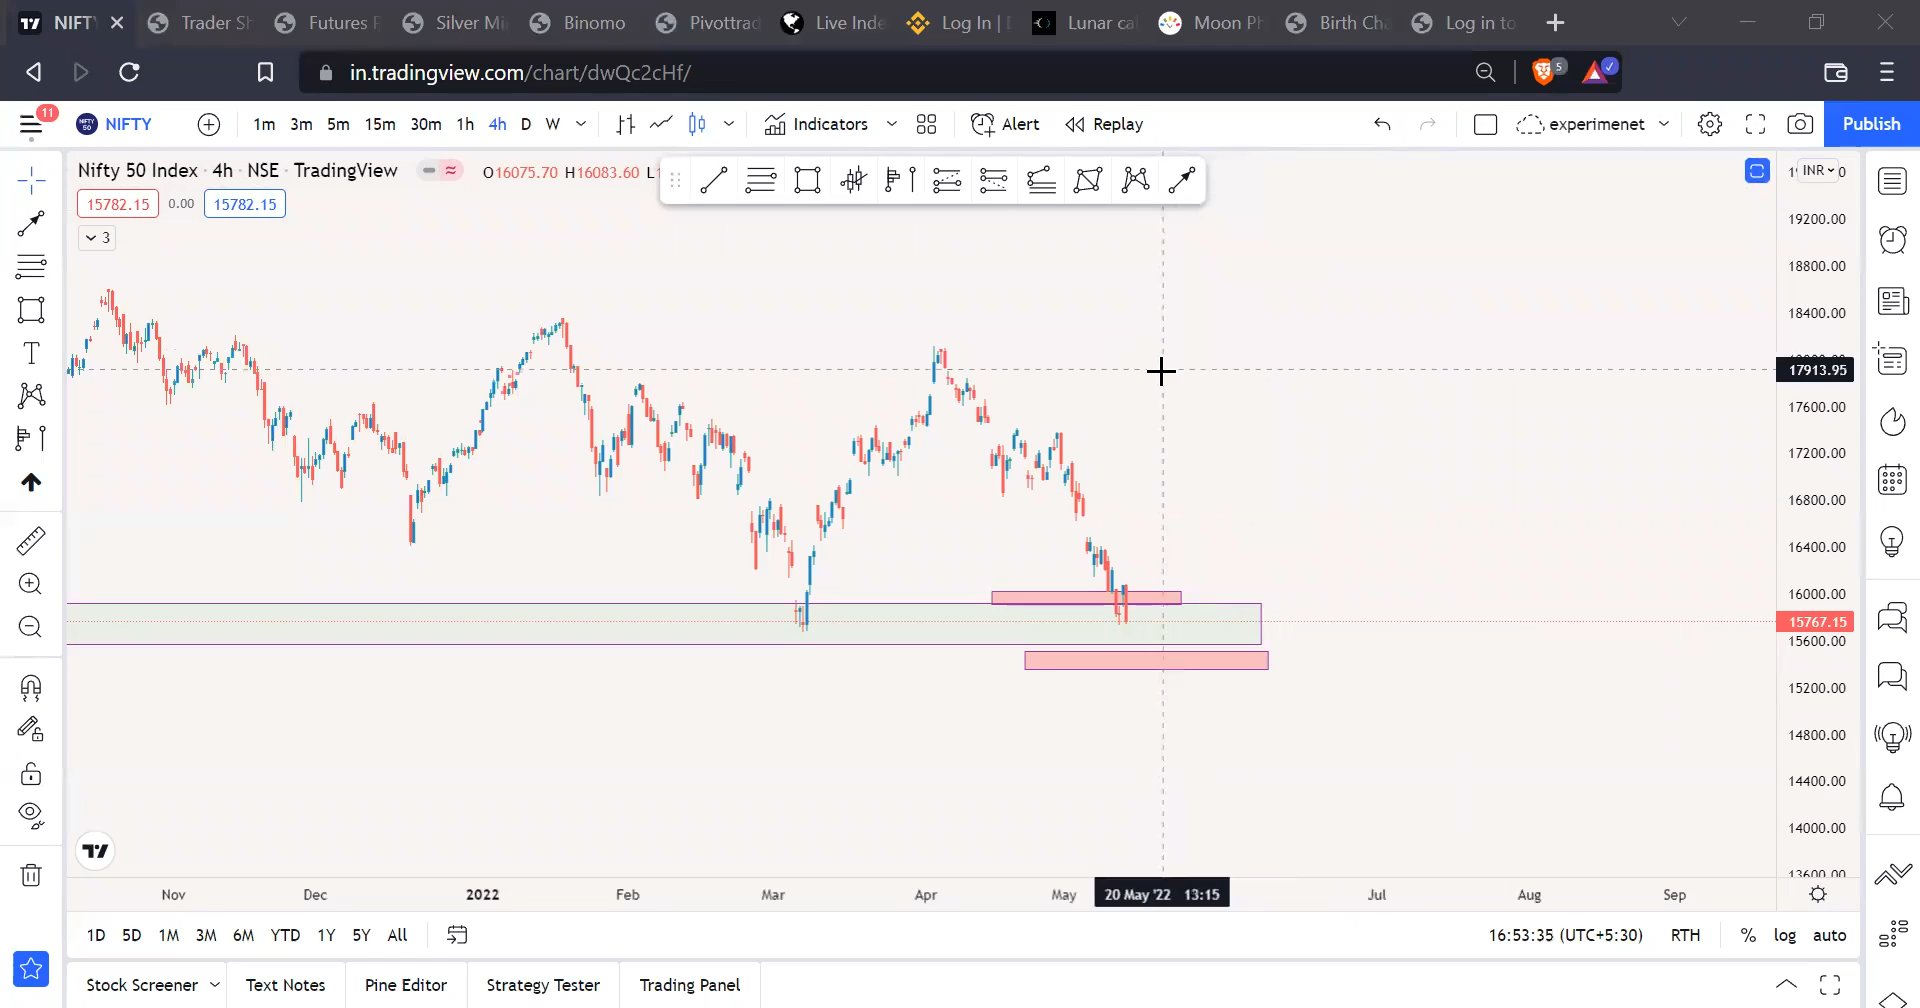 NIFT
Trader S
Futures
Silver Mi
Binomo
Pivottrad
Live Inde
Log In |
Lunar ca
Moon Ph
Birth Cha
Log in to
in.tradingview.com/chart/dwQc2cHf/
5
11
NIFTY
1m 3m 5m 15m 30m 1h 4h D W
Indicators
Alert
Replay
experimenet
Publish
Nifty 50 Index · 4h · NSE · TradingView
O16075.70 H16083.60 L
INR
15782.15 0.00 15782.15
3
19200.00
18800.00
18400.00
17913.95
17600.00
17200.00
16800.00
16400.00
16000.00
15767.15
15600.00
15200.00
14800.00
14400.00
14000.00
13600.00
Nov Dec 2022 Feb Mar Apr May 20 May '22 13:15 Jul Aug Sep
1D 5D 1M 3M 6M YTD 1Y 5Y All
16:53:35 (UTC+5:30) RTH % log auto
Stock Screener Text Notes Pine Editor Strategy Tester Trading Panel